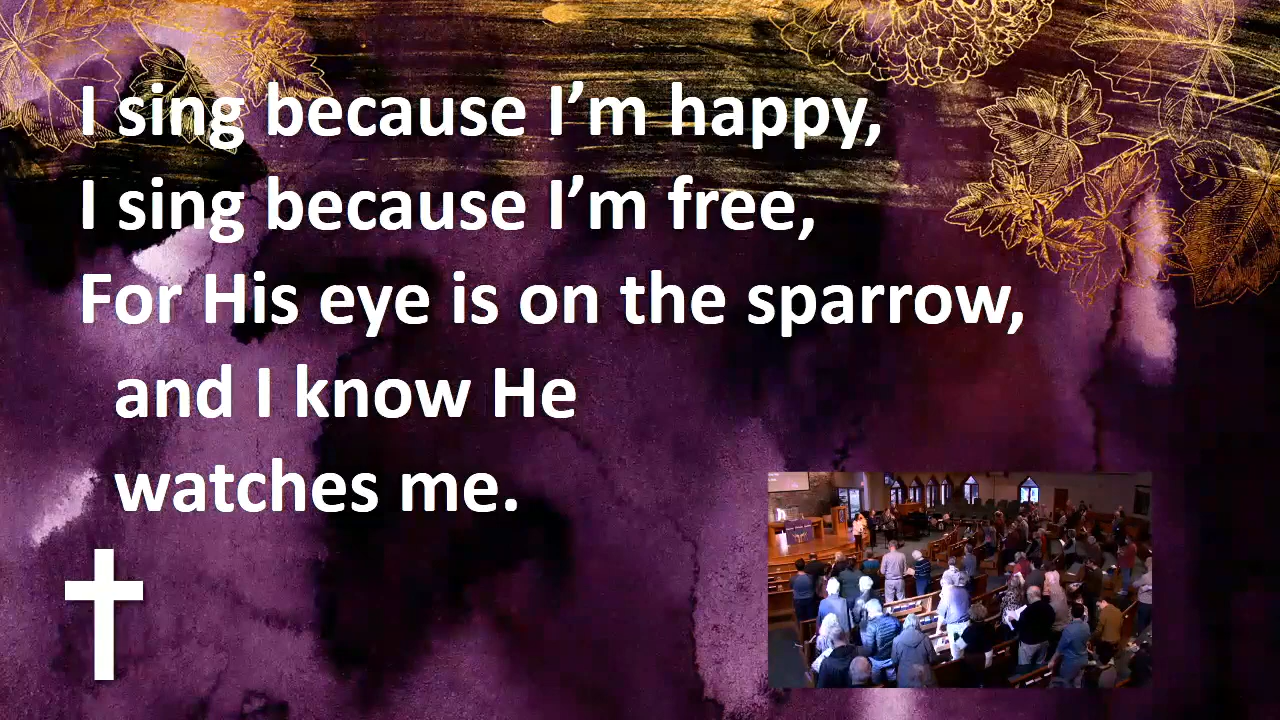 I sing because I’m happy,
I sing because I’m free,
For His eye is on the sparrow,
and I know He
watches me.